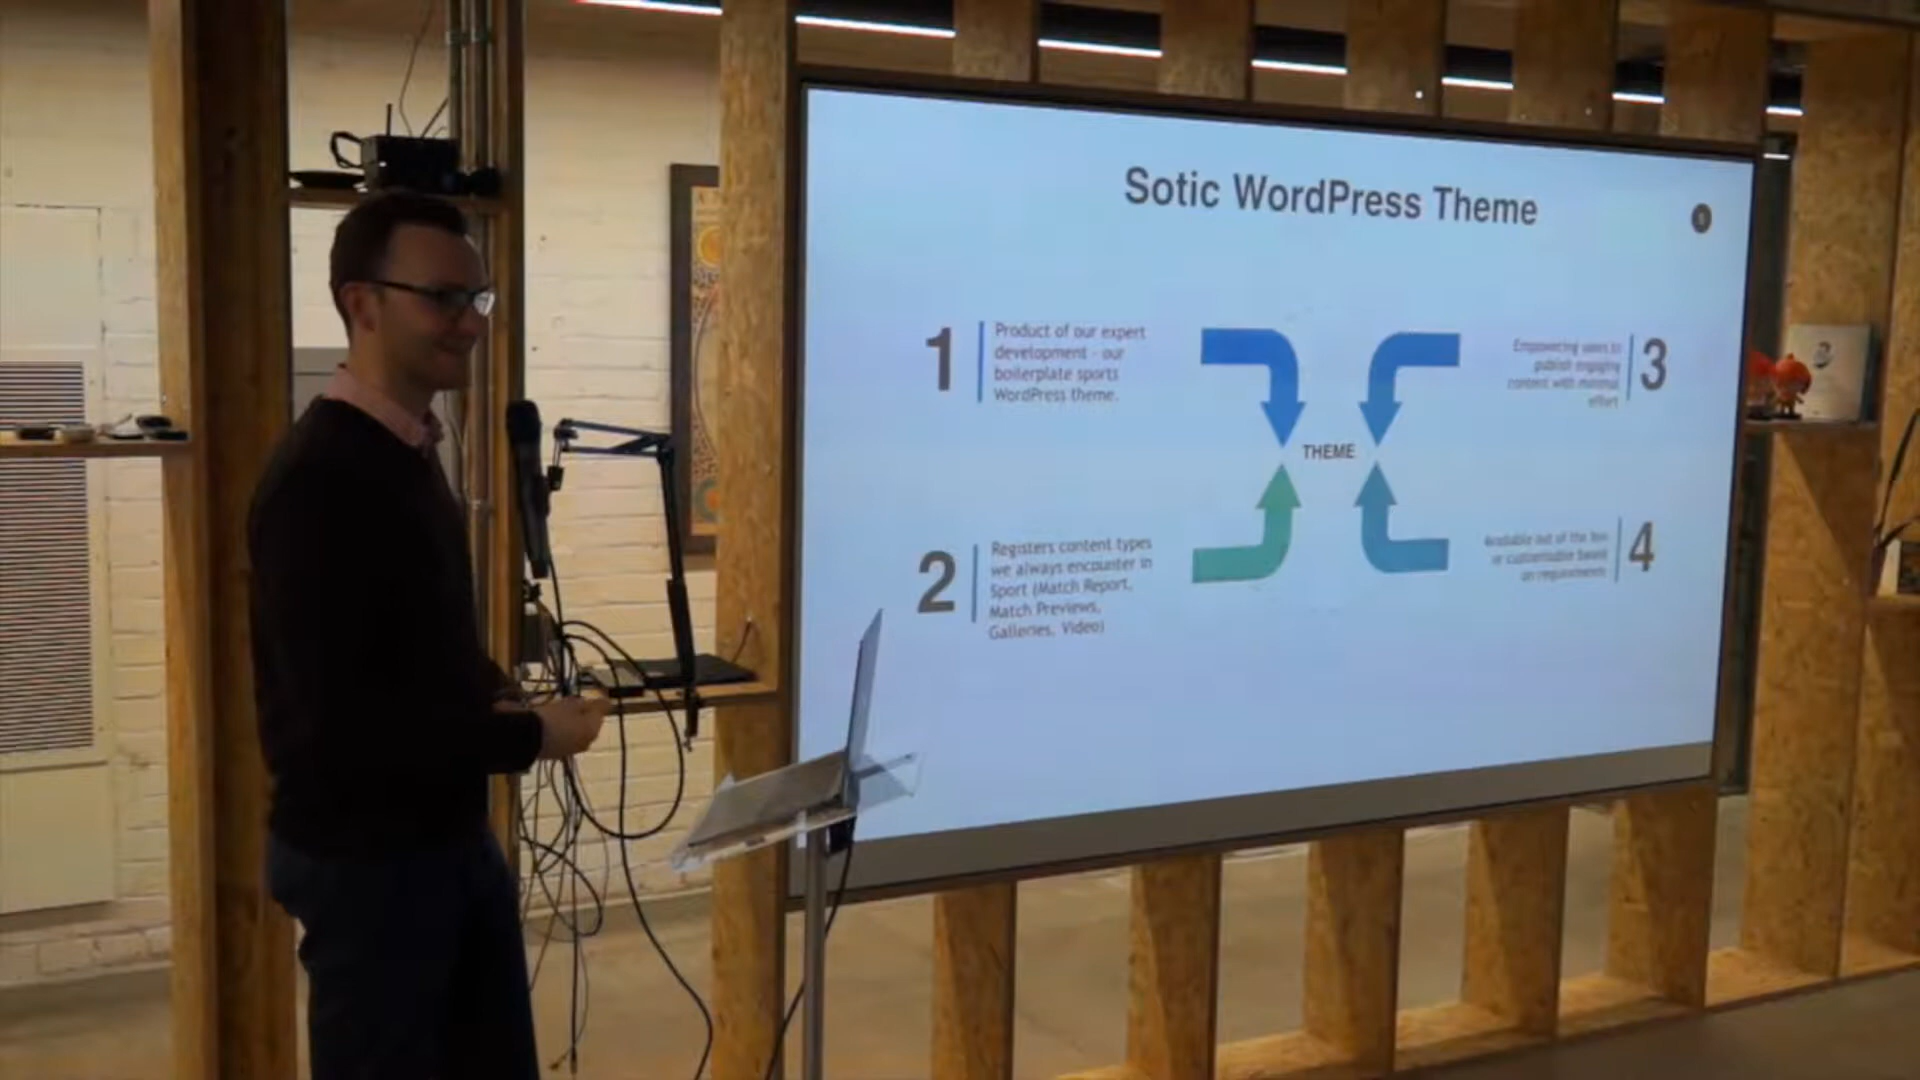 Sotic WordPress Theme
1
Product of our expert
development - our
boilerplate sports
WordPress theme.
2
Registers content types
we always encounter in
Sport (Match Report,
Match Previews,
Galleries, Video)
THEME
3
Empowering users to
publish engaging
content with minimal
effort
4
Available out of the box
or customisable based
on requirements